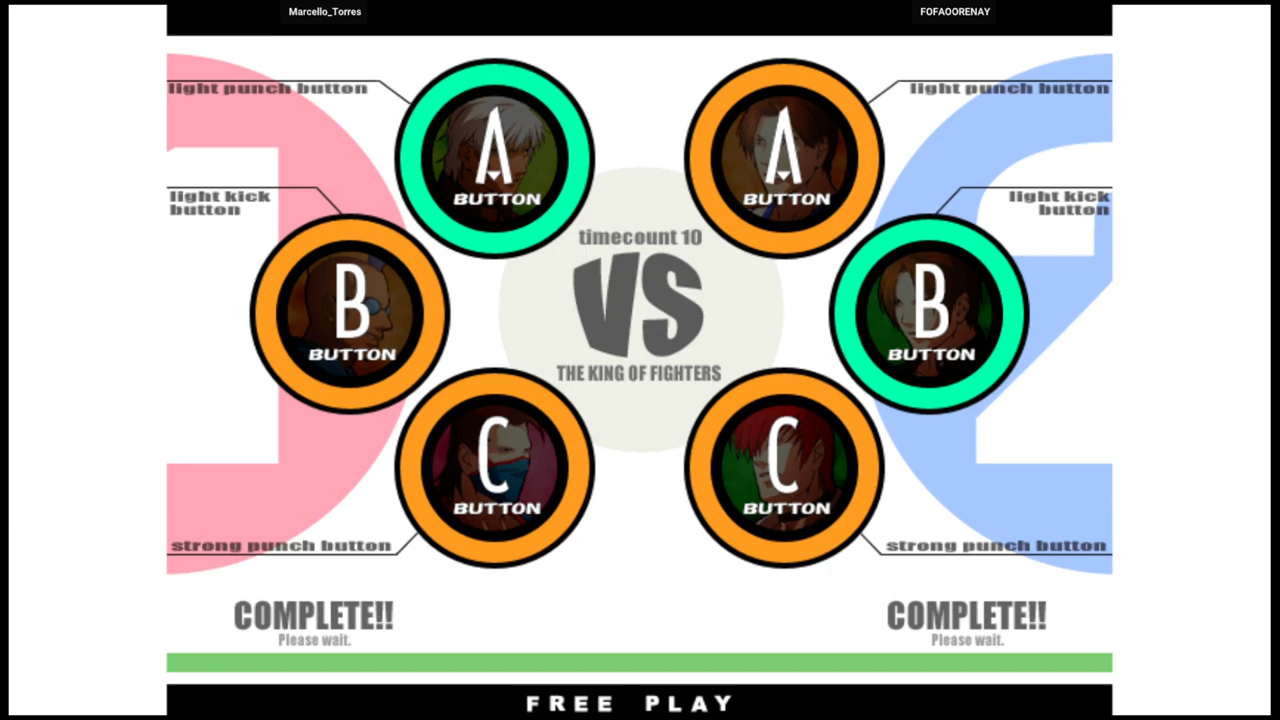 Marcello_Torres
FOFAOORENAY
light punch button
A
BUTTON
A
BUTTON
light punch button
light kick
button
light kick
button
B
BUTTON
timecount 10
VS
THE KING OF FIGHTERS
B
BUTTON
C
BUTTON
C
BUTTON
strong punch button
strong punch button
COMPLETE!!
Please wait.
COMPLETE!!
Please wait.
FREE PLAY